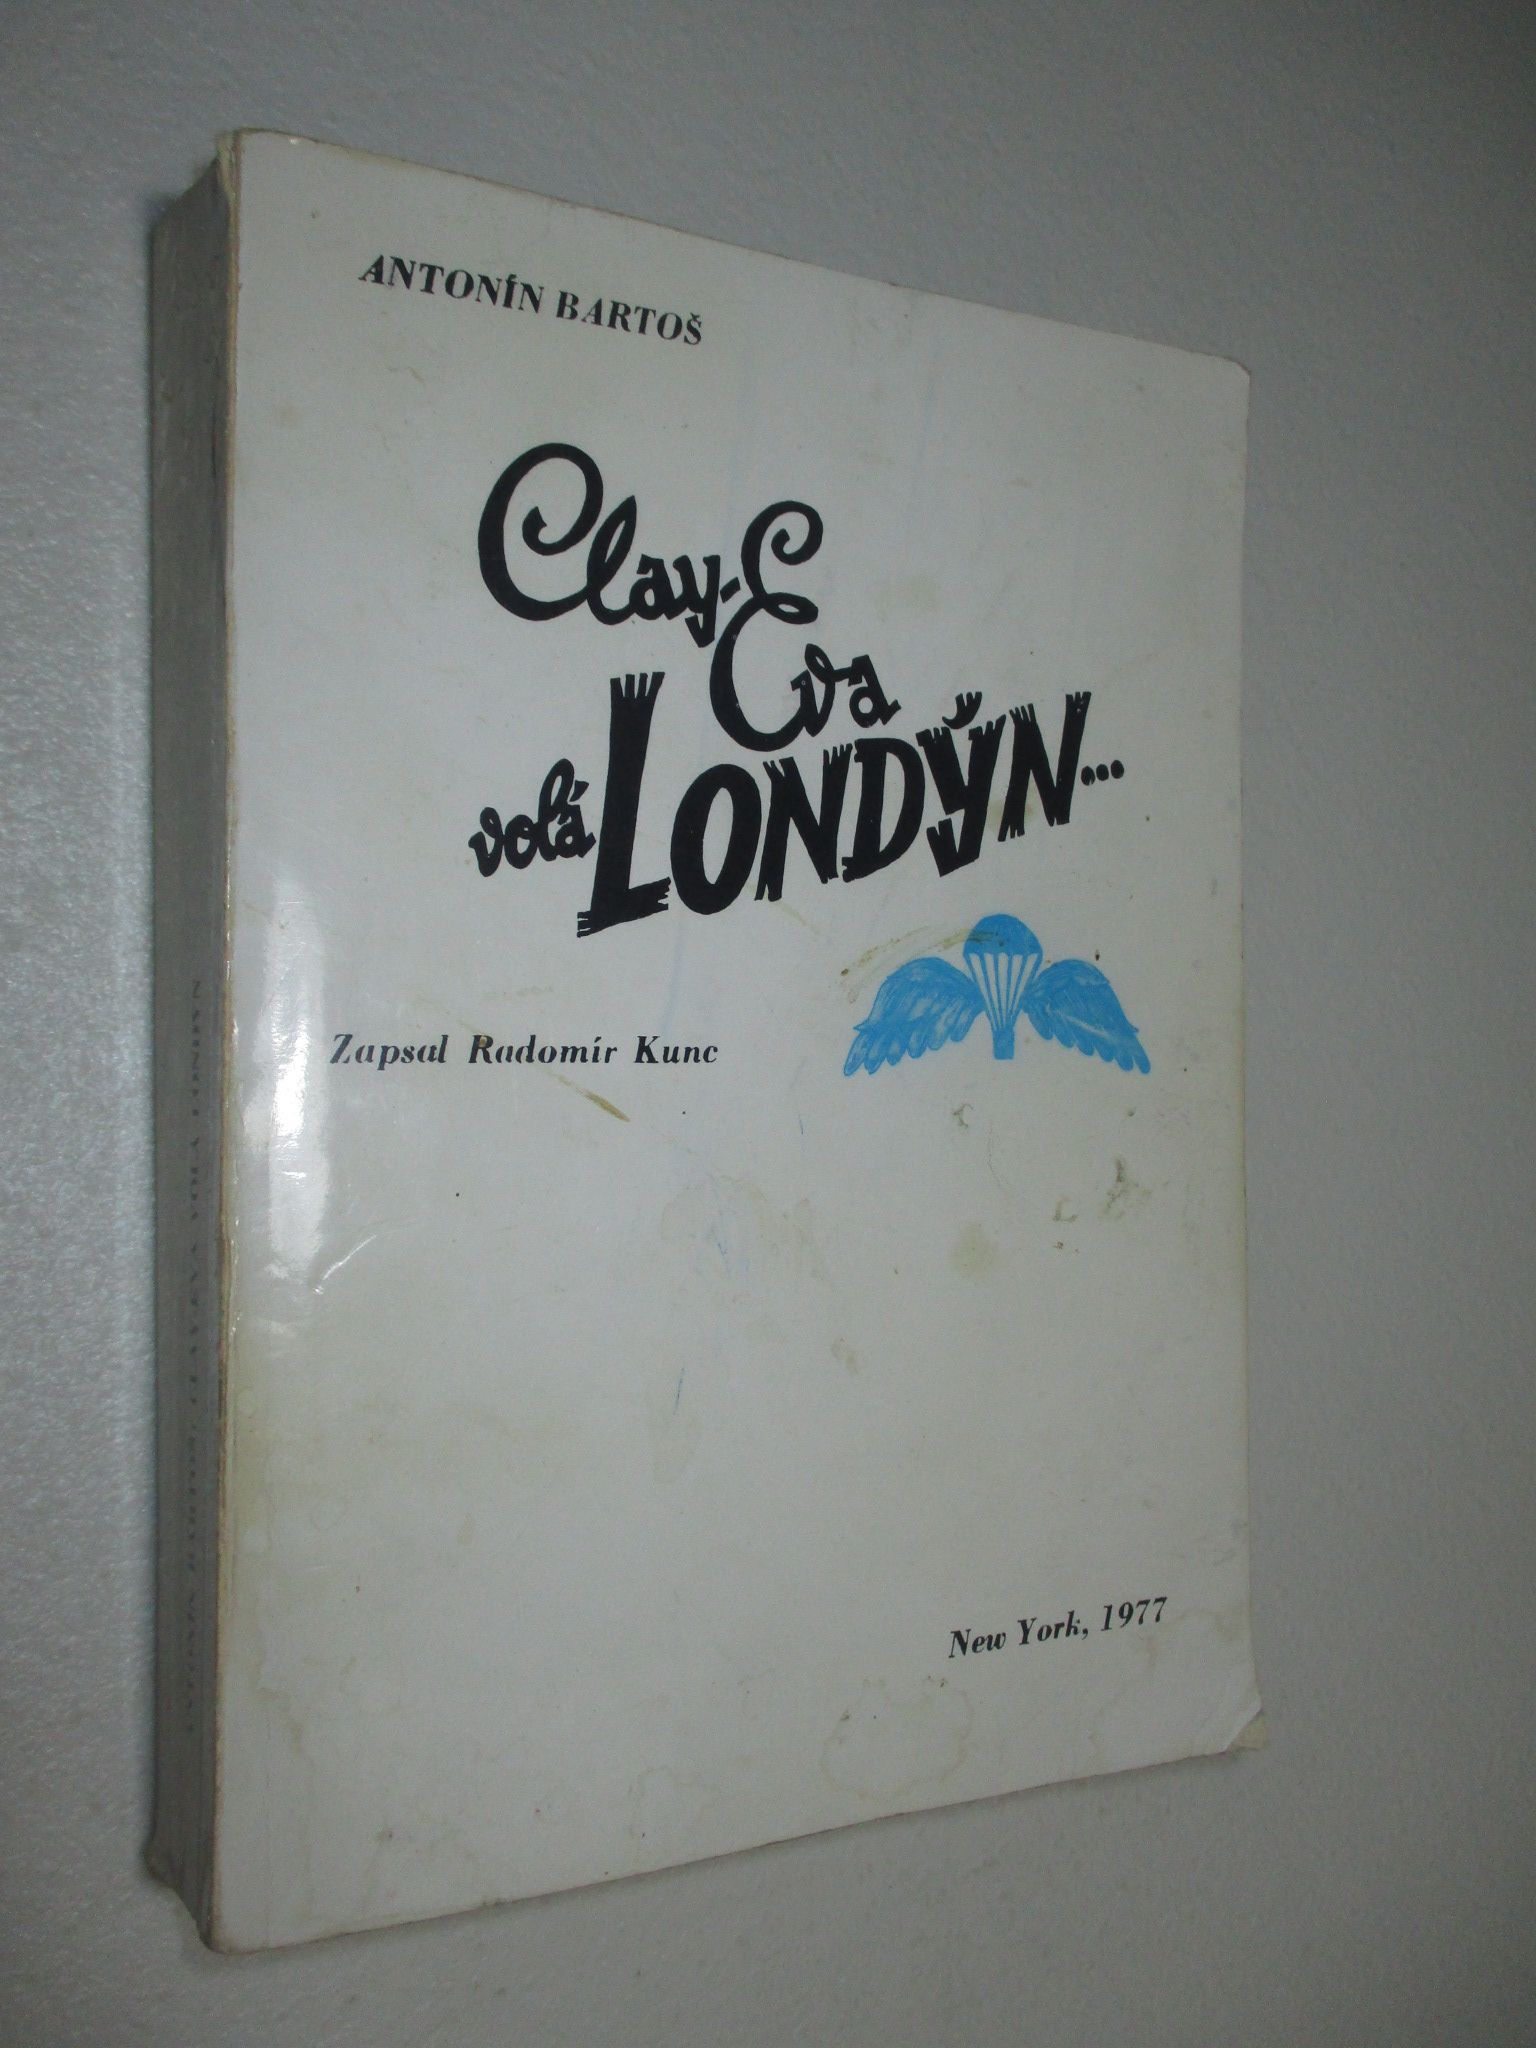 ANTONÍN BARTOŠ
Clay-Eva
volá LONDÝN...
Zapsal Radomír Kunc
New York, 1977